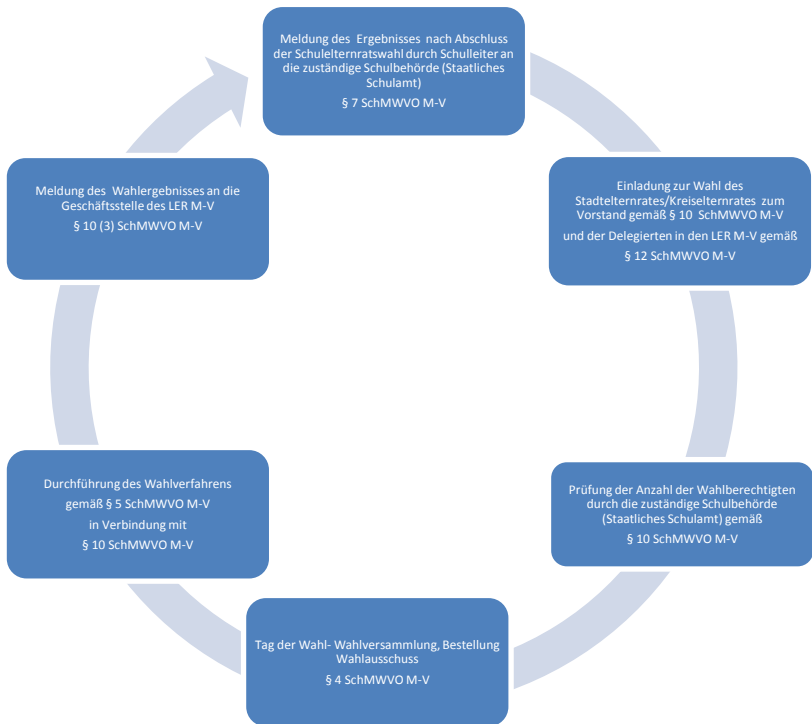 Meldung des Ergebnisses nach Abschluss
der Schulelternratswahl durch Schulleiter an
die zuständige Schulbehörde (Staatliches
Schulamt)
§ 7 SchMWVO M-V
Einladung zur Wahl des
Stadtelternrates/Kreiselternrates zum
Vorstand gemäß § 10 SchMWVO M-V
und der Delegierten in den LER M-V gemäß
§ 12 SchMWVO M-V
Prüfung der Anzahl der Wahlberechtigten
durch die zuständige Schulbehörde
(Staatliches Schulamt) gemäß
§ 10 SchMWVO M-V
Tag der Wahl- Wahlversammlung, Bestellung
Wahlausschuss
§ 4 SchMWVO M-V
Durchführung des Wahlverfahrens
gemäß § 5 SchMWVO M-V
in Verbindung mit
§ 10 SchMWVO M-V
Meldung des Wahlergebnisses an die
Geschäftsstelle des LER M-V
§ 10 (3) SchMWVO M-V